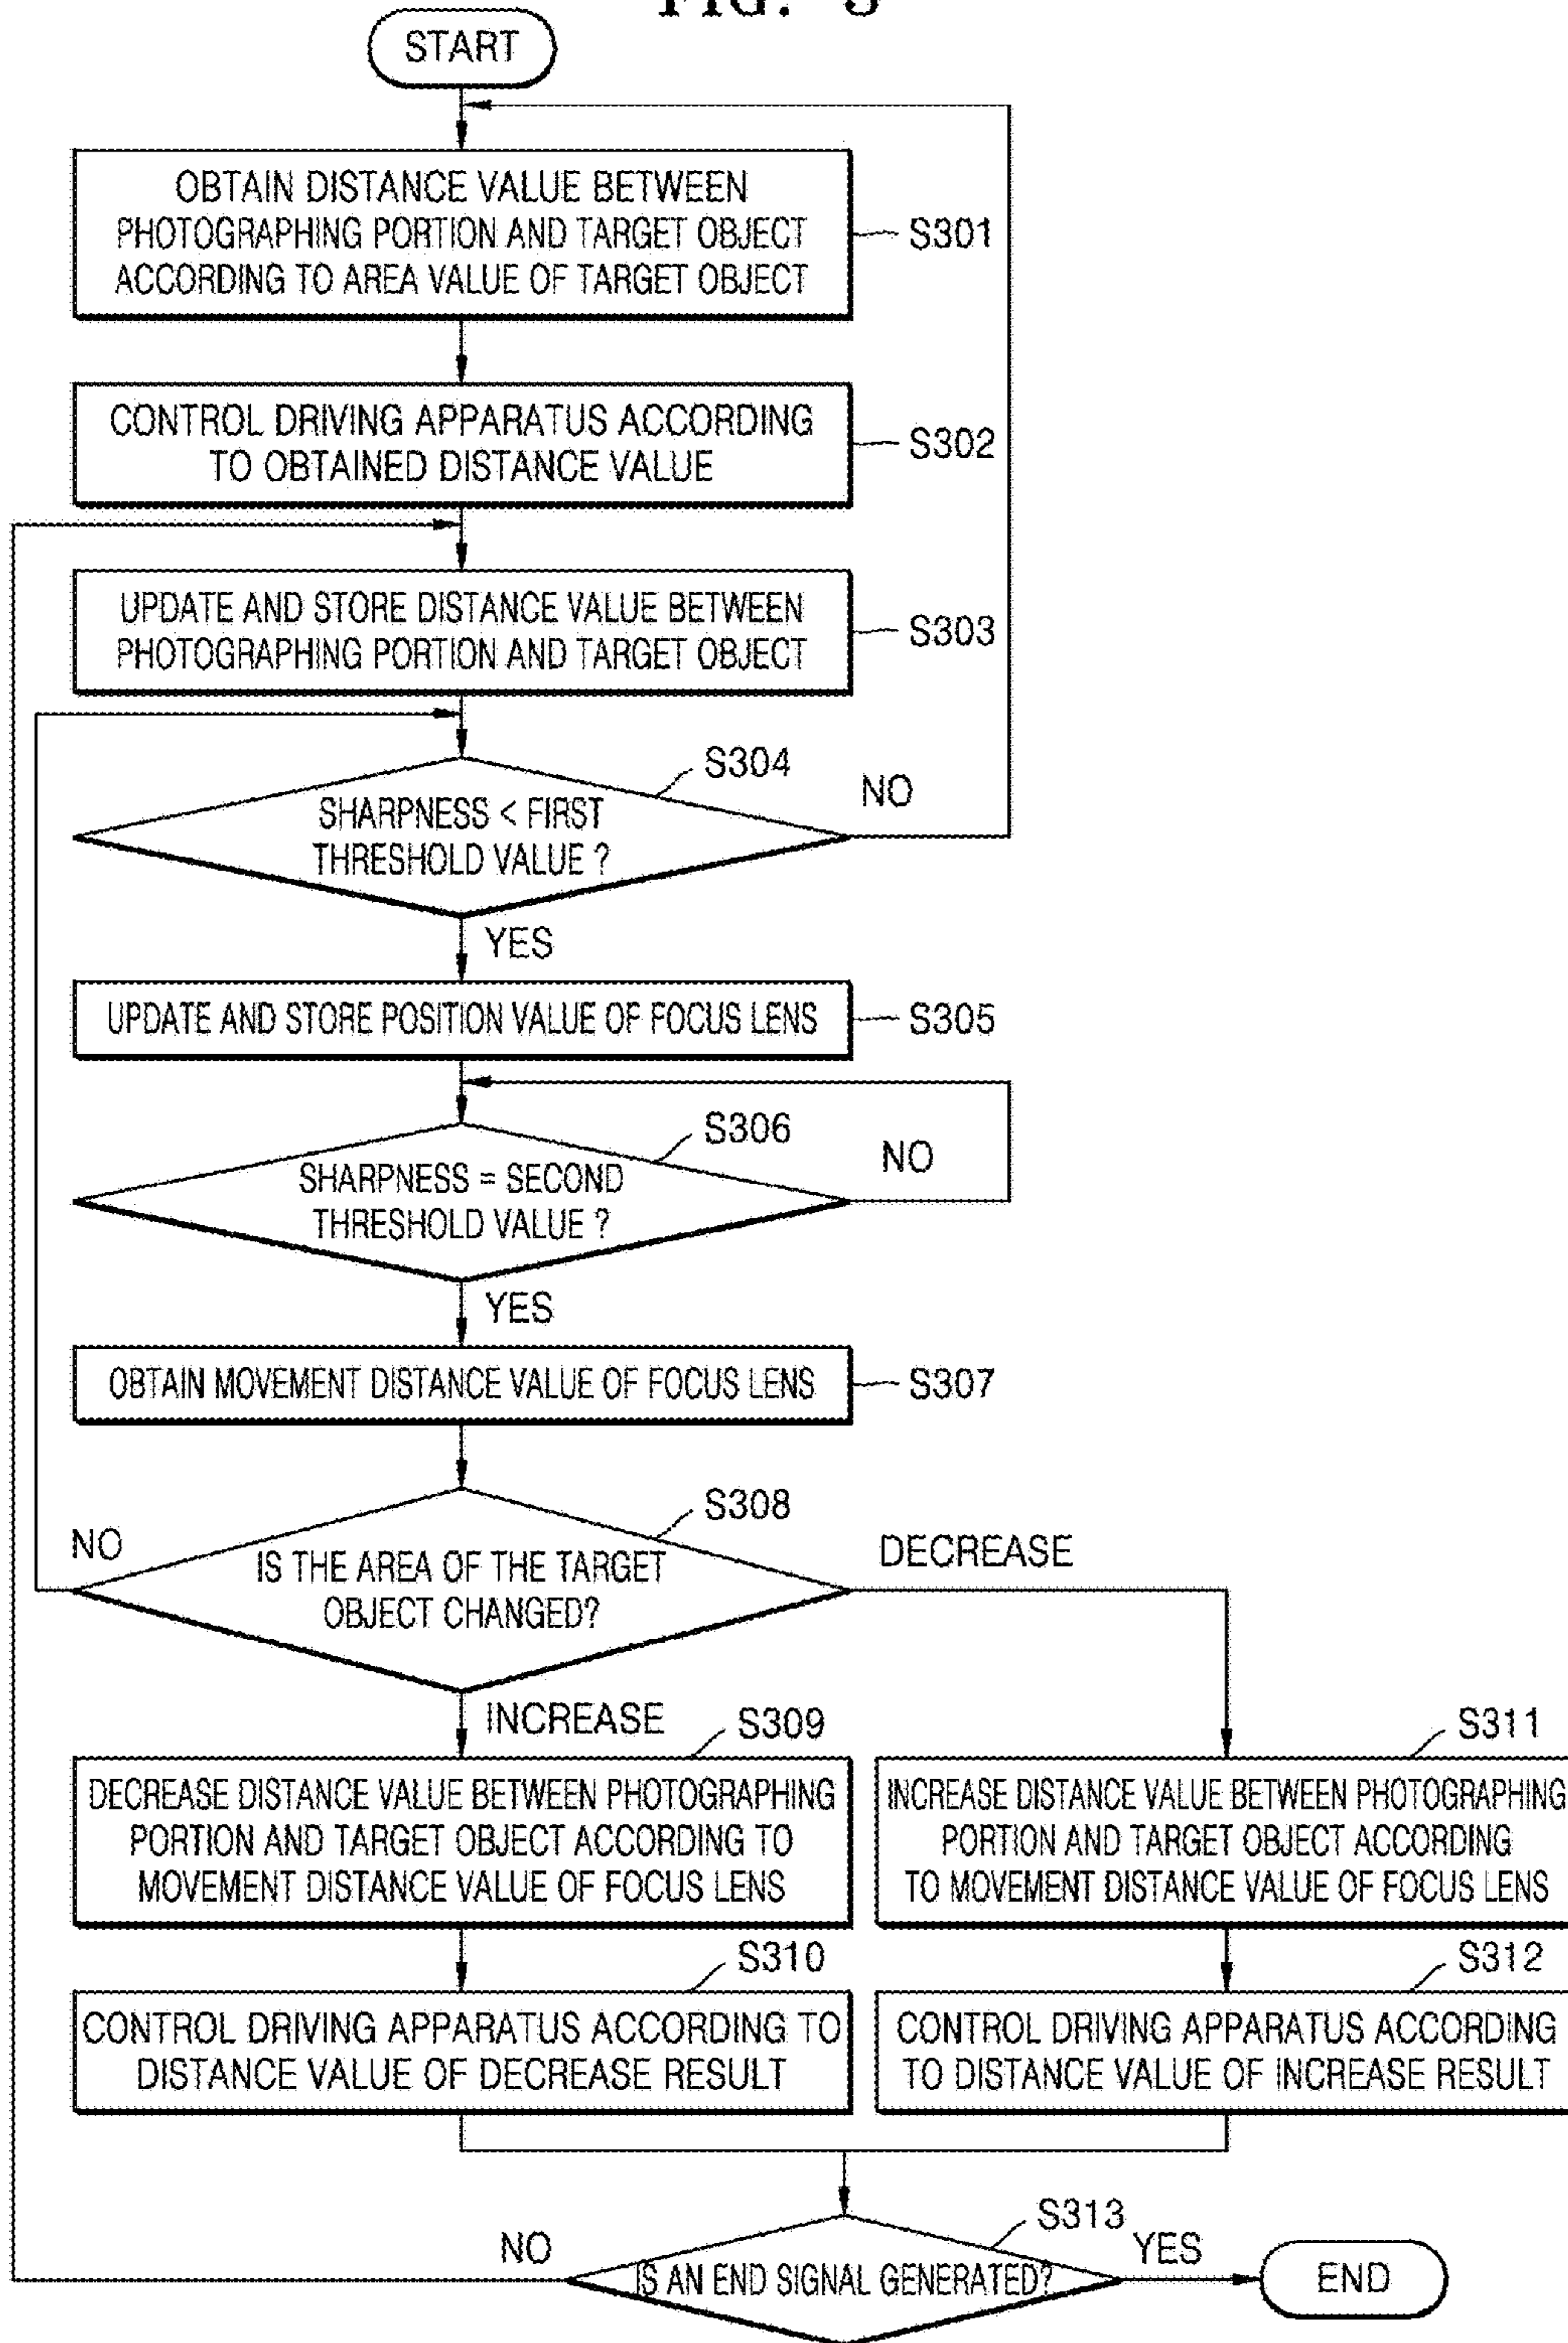 FIG. 3
START
OBTAIN DISTANCE VALUE BETWEEN
PHOTOGRAPHING PORTION AND TARGET OBJECT
ACCORDING TO AREA VALUE OF TARGET OBJECT
S301
CONTROL DRIVING APPARATUS ACCORDING
TO OBTAINED DISTANCE VALUE
S302
UPDATE AND STORE DISTANCE VALUE BETWEEN
PHOTOGRAPHING PORTION AND TARGET OBJECT
S303
S304
SHARPNESS < FIRST
THRESHOLD VALUE ?
NO
YES
UPDATE AND STORE POSITION VALUE OF FOCUS LENS
S305
S306
SHARPNESS = SECOND
THRESHOLD VALUE ?
NO
YES
OBTAIN MOVEMENT DISTANCE VALUE OF FOCUS LENS
S307
S308
NO
IS THE AREA OF THE TARGET
OBJECT CHANGED?
DECREASE
INCREASE
S309
DECREASE DISTANCE VALUE BETWEEN PHOTOGRAPHING
PORTION AND TARGET OBJECT ACCORDING TO
MOVEMENT DISTANCE VALUE OF FOCUS LENS
S311
INCREASE DISTANCE VALUE BETWEEN PHOTOGRAPHING
PORTION AND TARGET OBJECT ACCORDING
TO MOVEMENT DISTANCE VALUE OF FOCUS LENS
S310
CONTROL DRIVING APPARATUS ACCORDING TO
DISTANCE VALUE OF DECREASE RESULT
S312
CONTROL DRIVING APPARATUS ACCORDING
TO DISTANCE VALUE OF INCREASE RESULT
S313
NO
IS AN END SIGNAL GENERATED?
YES
END